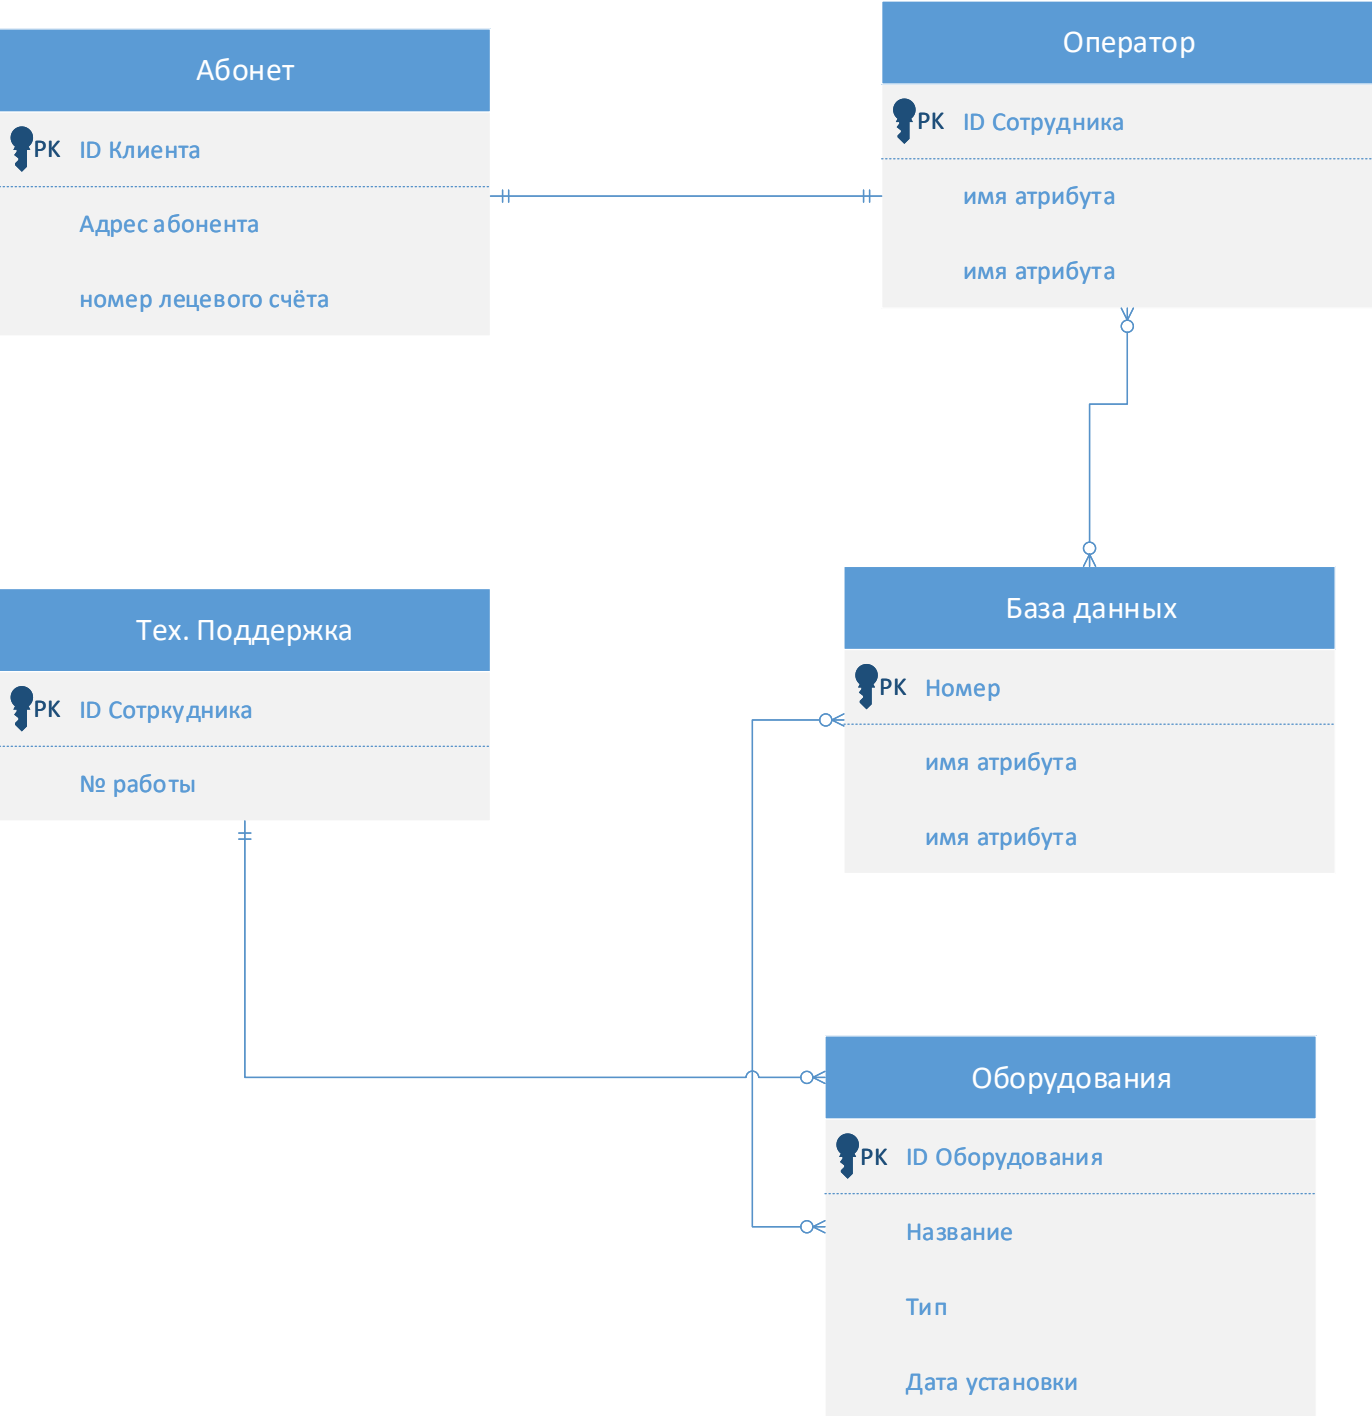 Абонет
PK ID Клиента
Адрес абонента
номер лецевого счёта
Оператор
PK ID Сотрудника
имя атрибута
имя атрибута
Тех. Поддержка
PK ID Сотркудника
№ работы
База данных
PK Номер
имя атрибута
имя атрибута
Оборудования
PK ID Оборудования
Название
Тип
Дата установки